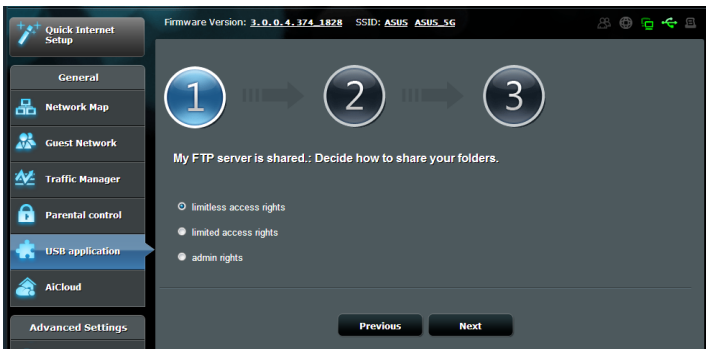 Quick Internet
Setup
Firmware Version: 3.0.0.4.374_1828 SSID: ASUS ASUS_5G
General
Network Map
Guest Network
Traffic Manager
Parental control
USB application
AiCloud
Advanced Settings
1
2
3
My FTP server is shared.: Decide how to share your folders.
limitless access rights
limited access rights
admin rights
Previous
Next